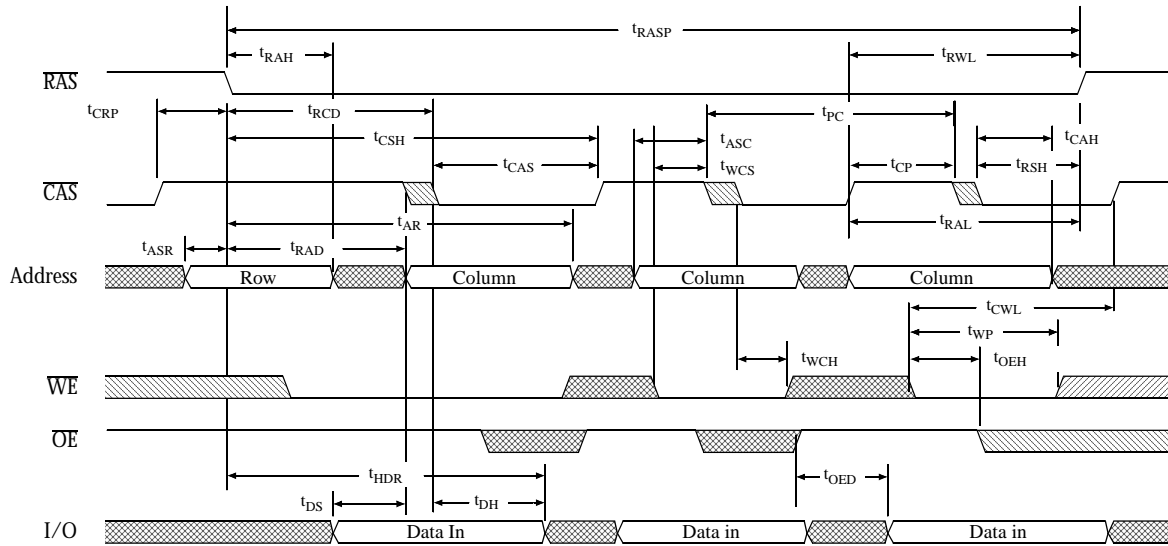 tRASP
tRAH
tRWL
RAS
tCRP
tRCD
tPC
tCSH
tASC
tCAH
tCAS
tWCS
tCP
tRSH
CAS
tAR
tRAL
tASR
tRAD
Address
Row
Column
Column
Column
tCWL
tWP
tWCH
tOEH
WE
OE
tHDR
tOED
tDS
tDH
I/O
Data In
Data in
Data in